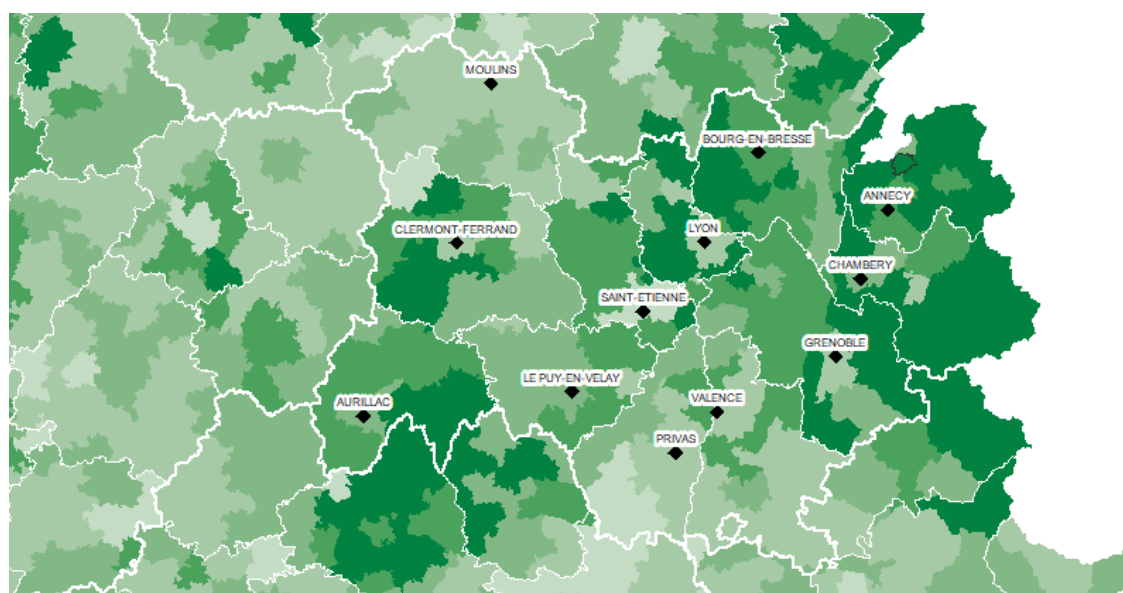 MOULINS
BOURG-EN-BRESSE
ANNECY
CLERMONT-FERRAND
LYON
CHAMBERY
SAINT-ETIENNE
GRENOBLE
LE PUY-EN-VELAY
AURILLAC
VALENCE
PRIVAS